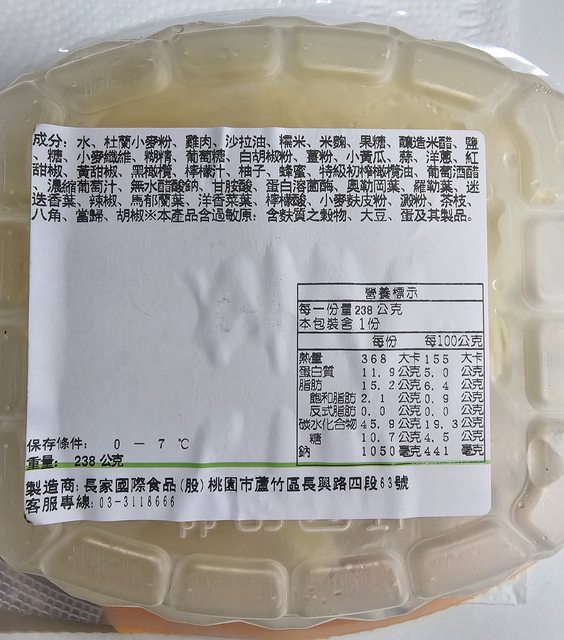 成分：水、杜蘭小麥粉、雞肉、沙拉油、糯米、米麴、果糖、釀造米醋、鹽
、糖、小麥纖維、糊精、葡萄糖、白胡椒粉、薑粉、小黃瓜、蒜、洋蔥、紅
甜椒、黃甜椒、黑橄欖、檸檬汁、柚子、蜂蜜、特級初榨橄欖油、葡萄酒醋
、濃縮葡萄汁、無水醋酸鈉、甘胺酸、蛋白溶菌酶、奧勒岡葉、羅勒葉、迷
迭香葉、辣椒、馬郁蘭葉、洋香菜葉、檸檬酸、小麥麩皮粉、澱粉、茶枝、
八角、當歸、胡椒※本產品含過敏原：含麩質之穀物、大豆、蛋及其製品。
營養標示
每一份量 238 公克
本包裝含 1份
每份 每100公克
熱量 368 大卡 155 大卡
蛋白質 11.9 公克 5.0 公克
脂肪 15.2 公克 6.4 公克
飽和脂肪 2.1 公克 0.9 公克
反式脂肪 0.0 公克 0.0 公克
碳水化合物 45.9 公克 19.3 公克
糖 10.7 公克 4.5 公克
鈉 1050 毫克 441 毫克
保存條件： 0 － 7 ℃
重量： 238 公克
製造商：長家國際食品(股)桃園市蘆竹區長興路四段63號
客服專線：03-3118666